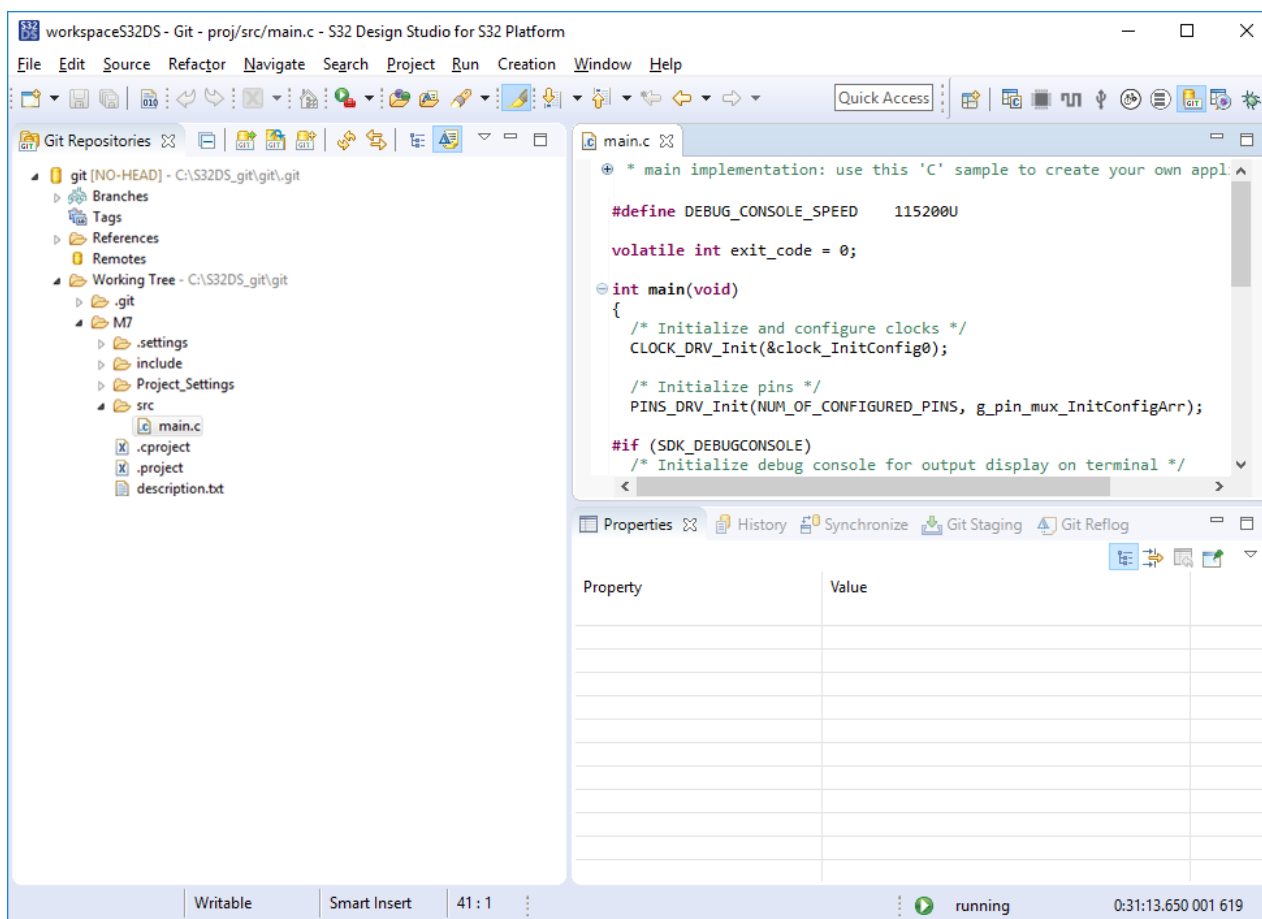 workspaceS32DS - Git - proj/src/main.c - S32 Design Studio for S32 Platform
File Edit Source Refactor Navigate Search Project Run Creation Window Help
Quick Access
Git Repositories
git [NO-HEAD] - C:\S32DS_git\git\.git
Branches
Tags
References
Remotes
Working Tree - C:\S32DS_git\git
.git
M7
.settings
include
Project_Settings
src
main.c
.cproject
.project
description.txt
main.c
* main implementation: use this 'C' sample to create your own appl
#define DEBUG_CONSOLE_SPEED    115200U
volatile int exit_code = 0;
int main(void)
{
/* Initialize and configure clocks */
CLOCK_DRV_Init(&clock_InitConfig0);
/* Initialize pins */
PINS_DRV_Init(NUM_OF_CONFIGURED_PINS, g_pin_mux_InitConfigArr);
#if (SDK_DEBUGCONSOLE)
/* Initialize debug console for output display on terminal */
Properties History Synchronize Git Staging Git Reflog
Property Value
Writable Smart Insert 41 : 1 running 0:31:13.650 001 619